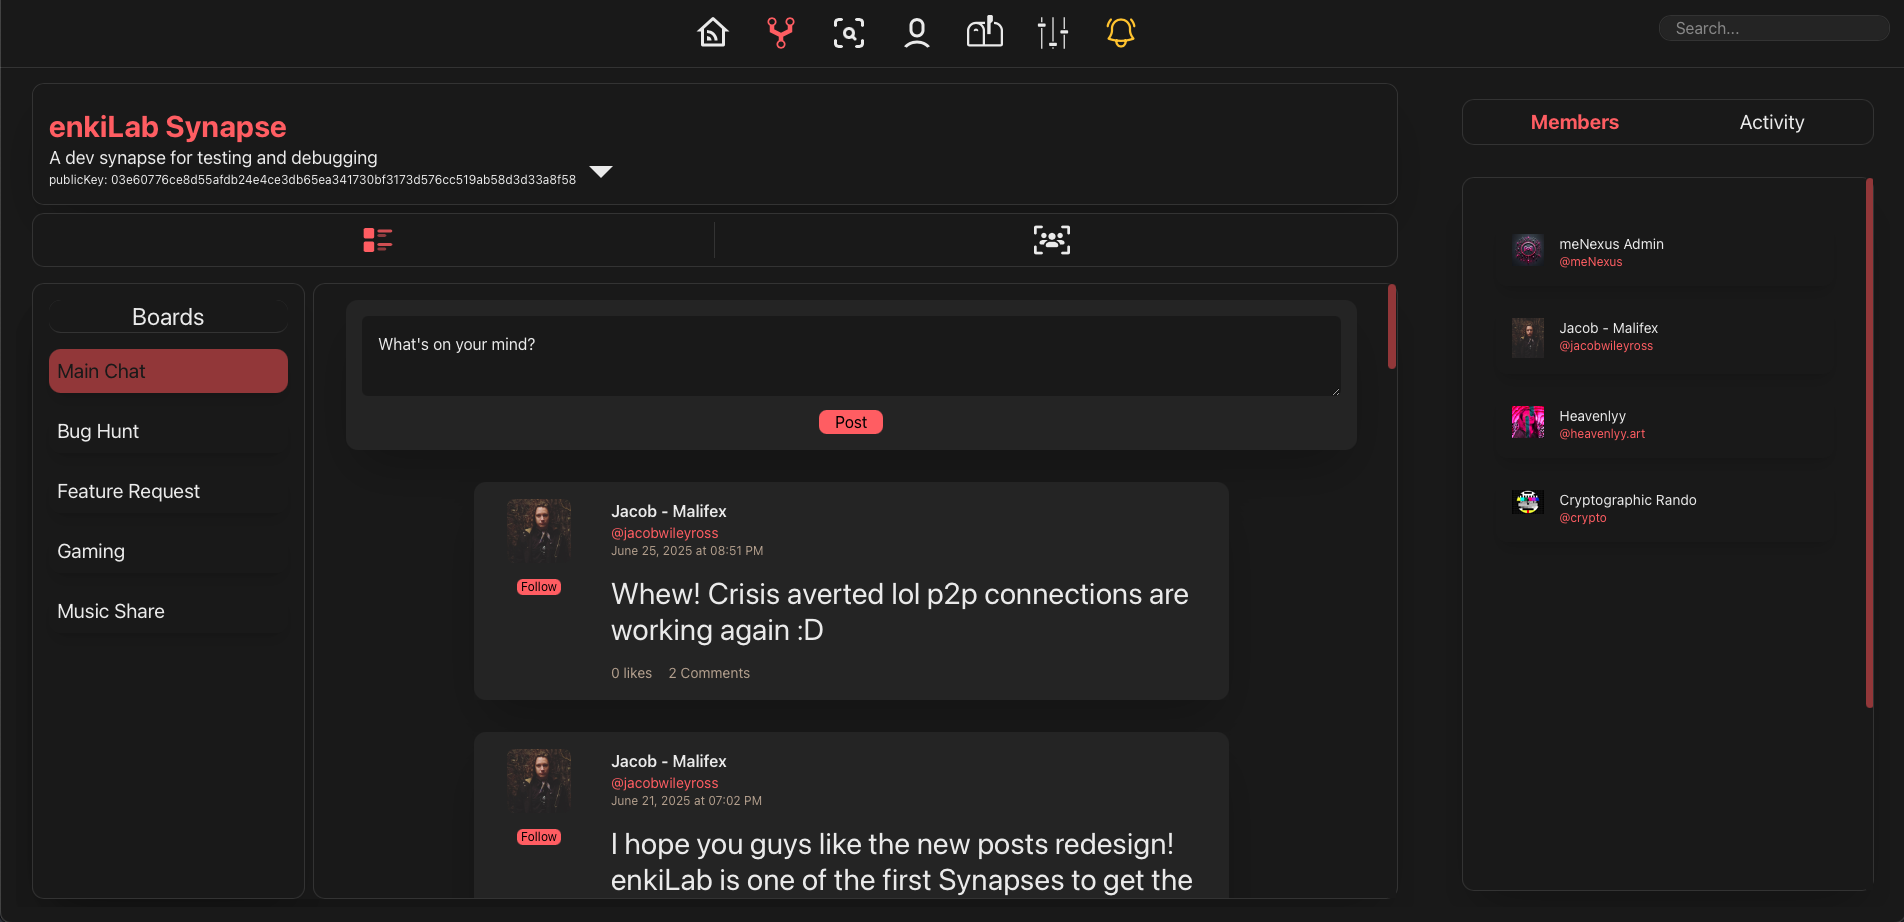 Search...
enkiLab Synapse
A dev synapse for testing and debugging
publicKey: 03e60776ce8d55afdb24e4ce3db65ea341730bf3173d576cc519ab58d3d33a8f58
Members
Activity
Boards
Main Chat
Bug Hunt
Feature Request
Gaming
Music Share
What's on your mind?
Post
Jacob - Malifex
@jacobwileyross
June 25, 2025 at 08:51 PM
Follow
Whew! Crisis averted lol p2p connections are
working again :D
0 likes 2 Comments
Jacob - Malifex
@jacobwileyross
June 21, 2025 at 07:02 PM
Follow
I hope you guys like the new posts redesign!
enkiLab is one of the first Synapses to get the
meNexus Admin
@meNexus
Jacob - Malifex
@jacobwileyross
Heavenlyy
@heavenlyy.art
Cryptographic Rando
@crypto